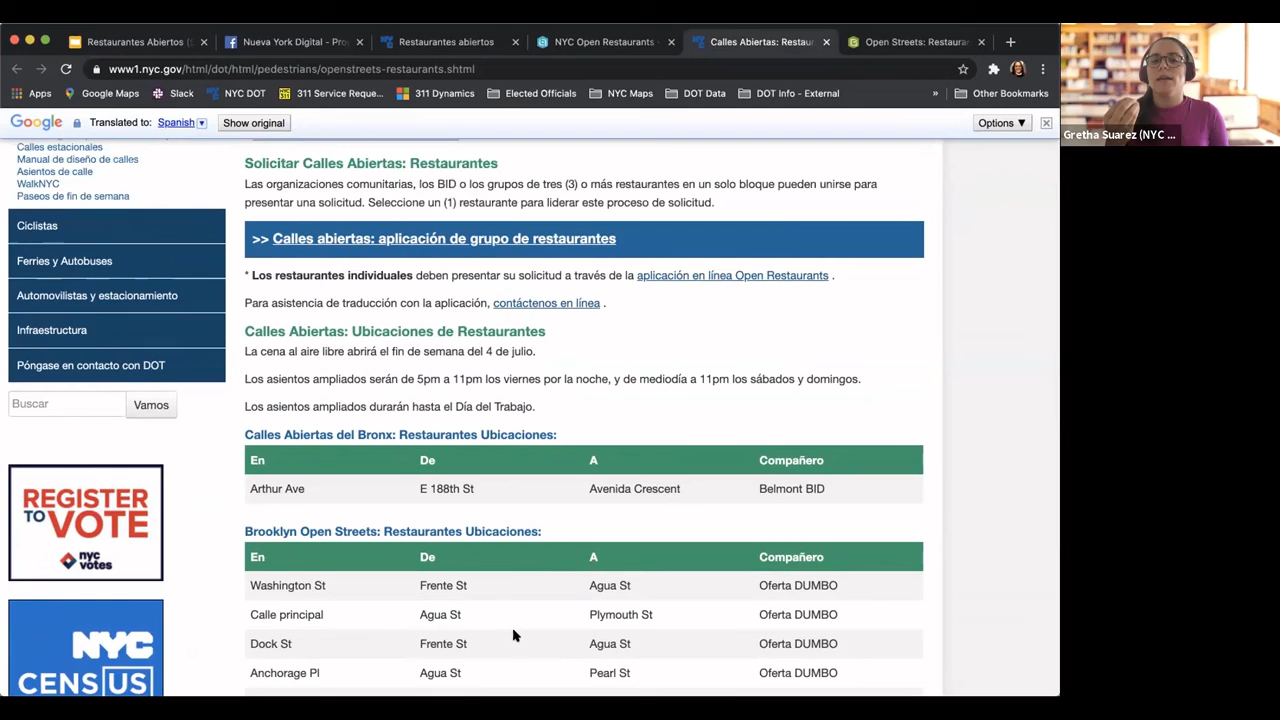 Restaurantes Abiertos (
Nueva York Digital - Pro
Restaurantes abiertos
NYC Open Restaurants
Calles Abiertas: Restaur
Open Streets: Restauran
www1.nyc.gov/html/dot/html/pedestrians/openstreets-restaurants.shtml
Apps
Google Maps
Slack
NYC DOT
311 Service Reque...
311 Dynamics
Elected Officials
NYC Maps
DOT Data
DOT Info - External
»
Other Bookmarks
Google
Translated to: Spanish
Show original
Options ▼
Calles estacionales
Manual de diseño de calles
Asientos de calle
WalkNYC
Paseos de fin de semana
Ciclistas
Ferries y Autobuses
Automovilistas y estacionamiento
Infraestructura
Póngase en contacto con DOT
Buscar
Vamos
REGISTER
TO VOTE
nyc
votes
NYC
CENSUS
Solicitar Calles Abiertas: Restaurantes
Las organizaciones comunitarias, los BID o los grupos de tres (3) o más restaurantes en un solo bloque pueden unirse para
presentar una solicitud. Seleccione un (1) restaurante para liderar este proceso de solicitud.
>> Calles abiertas: aplicación de grupo de restaurantes
* Los restaurantes individuales deben presentar su solicitud a través de la aplicación en línea Open Restaurants .
Para asistencia de traducción con la aplicación, contáctenos en línea .
Calles Abiertas: Ubicaciones de Restaurantes
La cena al aire libre abrirá el fin de semana del 4 de julio.
Los asientos ampliados serán de 5pm a 11pm los viernes por la noche, y de mediodía a 11pm los sábados y domingos.
Los asientos ampliados durarán hasta el Día del Trabajo.
Calles Abiertas del Bronx: Restaurantes Ubicaciones:
En De A Compañero
Arthur Ave E 188th St Avenida Crescent Belmont BID
Brooklyn Open Streets: Restaurantes Ubicaciones:
En De A Compañero
Washington St Frente St Agua St Oferta DUMBO
Calle principal Agua St Plymouth St Oferta DUMBO
Dock St Frente St Agua St Oferta DUMBO
Anchorage Pl Agua St Pearl St Oferta DUMBO
Gretha Suarez (NYC ...